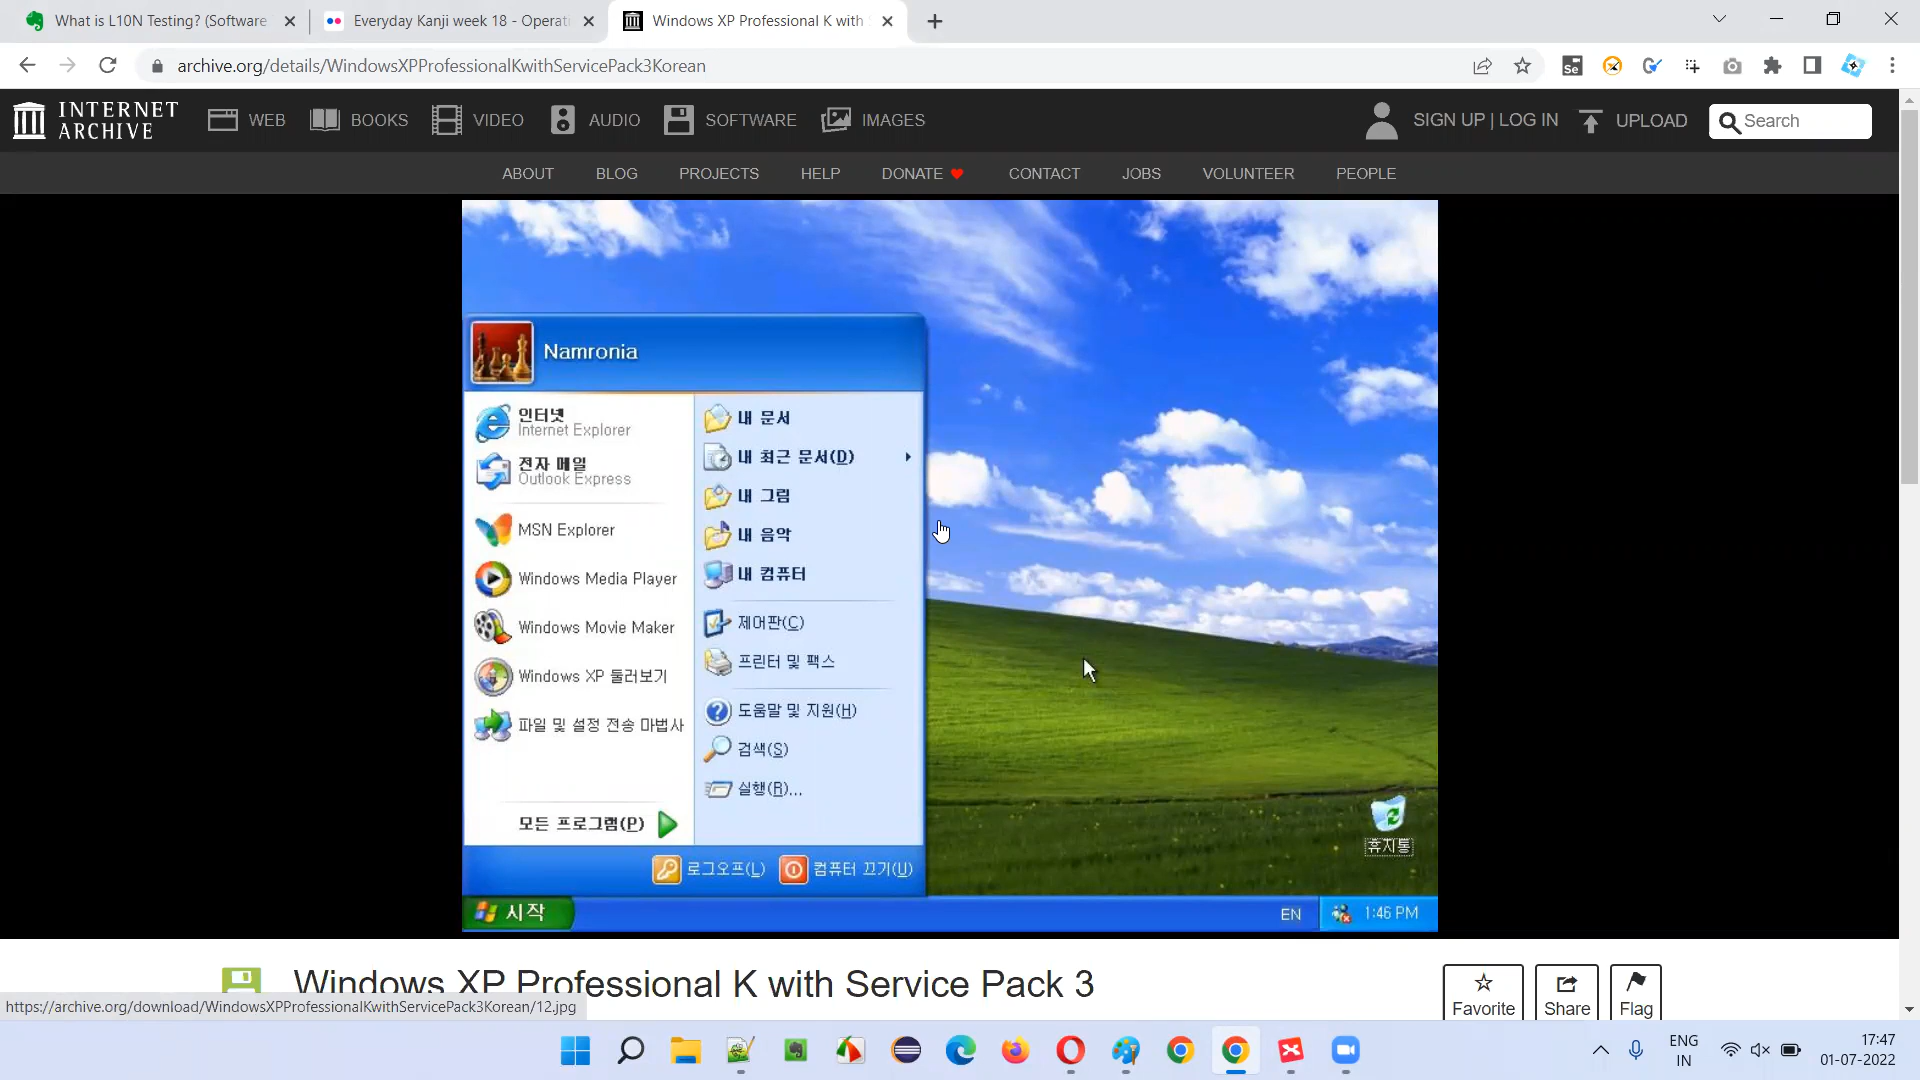 What is L10N Testing? (Software
Everyday Kanji week 18 - Operati
Windows XP Professional K with
archive.org/details/WindowsXPProfessionalKwithServicePack3Korean
INTERNET ARCHIVE
WEB
BOOKS
VIDEO
AUDIO
SOFTWARE
IMAGES
SIGN UP | LOG IN
UPLOAD
Search
ABOUT
BLOG
PROJECTS
HELP
DONATE
CONTACT
JOBS
VOLUNTEER
PEOPLE
Namronia
인터넷
Internet Explorer
전자 메일
Outlook Express
MSN Explorer
Windows Media Player
Windows Movie Maker
Windows XP 둘러보기
파일 및 설정 전송 마법사
모든 프로그램(P)
내 문서
내 최근 문서(D)
내 그림
내 음악
내 컴퓨터
제어판(C)
프린터 및 팩스
도움말 및 지원(H)
검색(S)
실행(R)...
로그오프(L)
컴퓨터 끄기(U)
휴지통
시작
EN
1:46 PM
Windows XP Professional K with Service Pack 3
Favorite
Share
Flag
https://archive.org/download/WindowsXPProfessionalKwithServicePack3Korean/12.jpg
Se
ENG
IN
17:47
01-07-2022